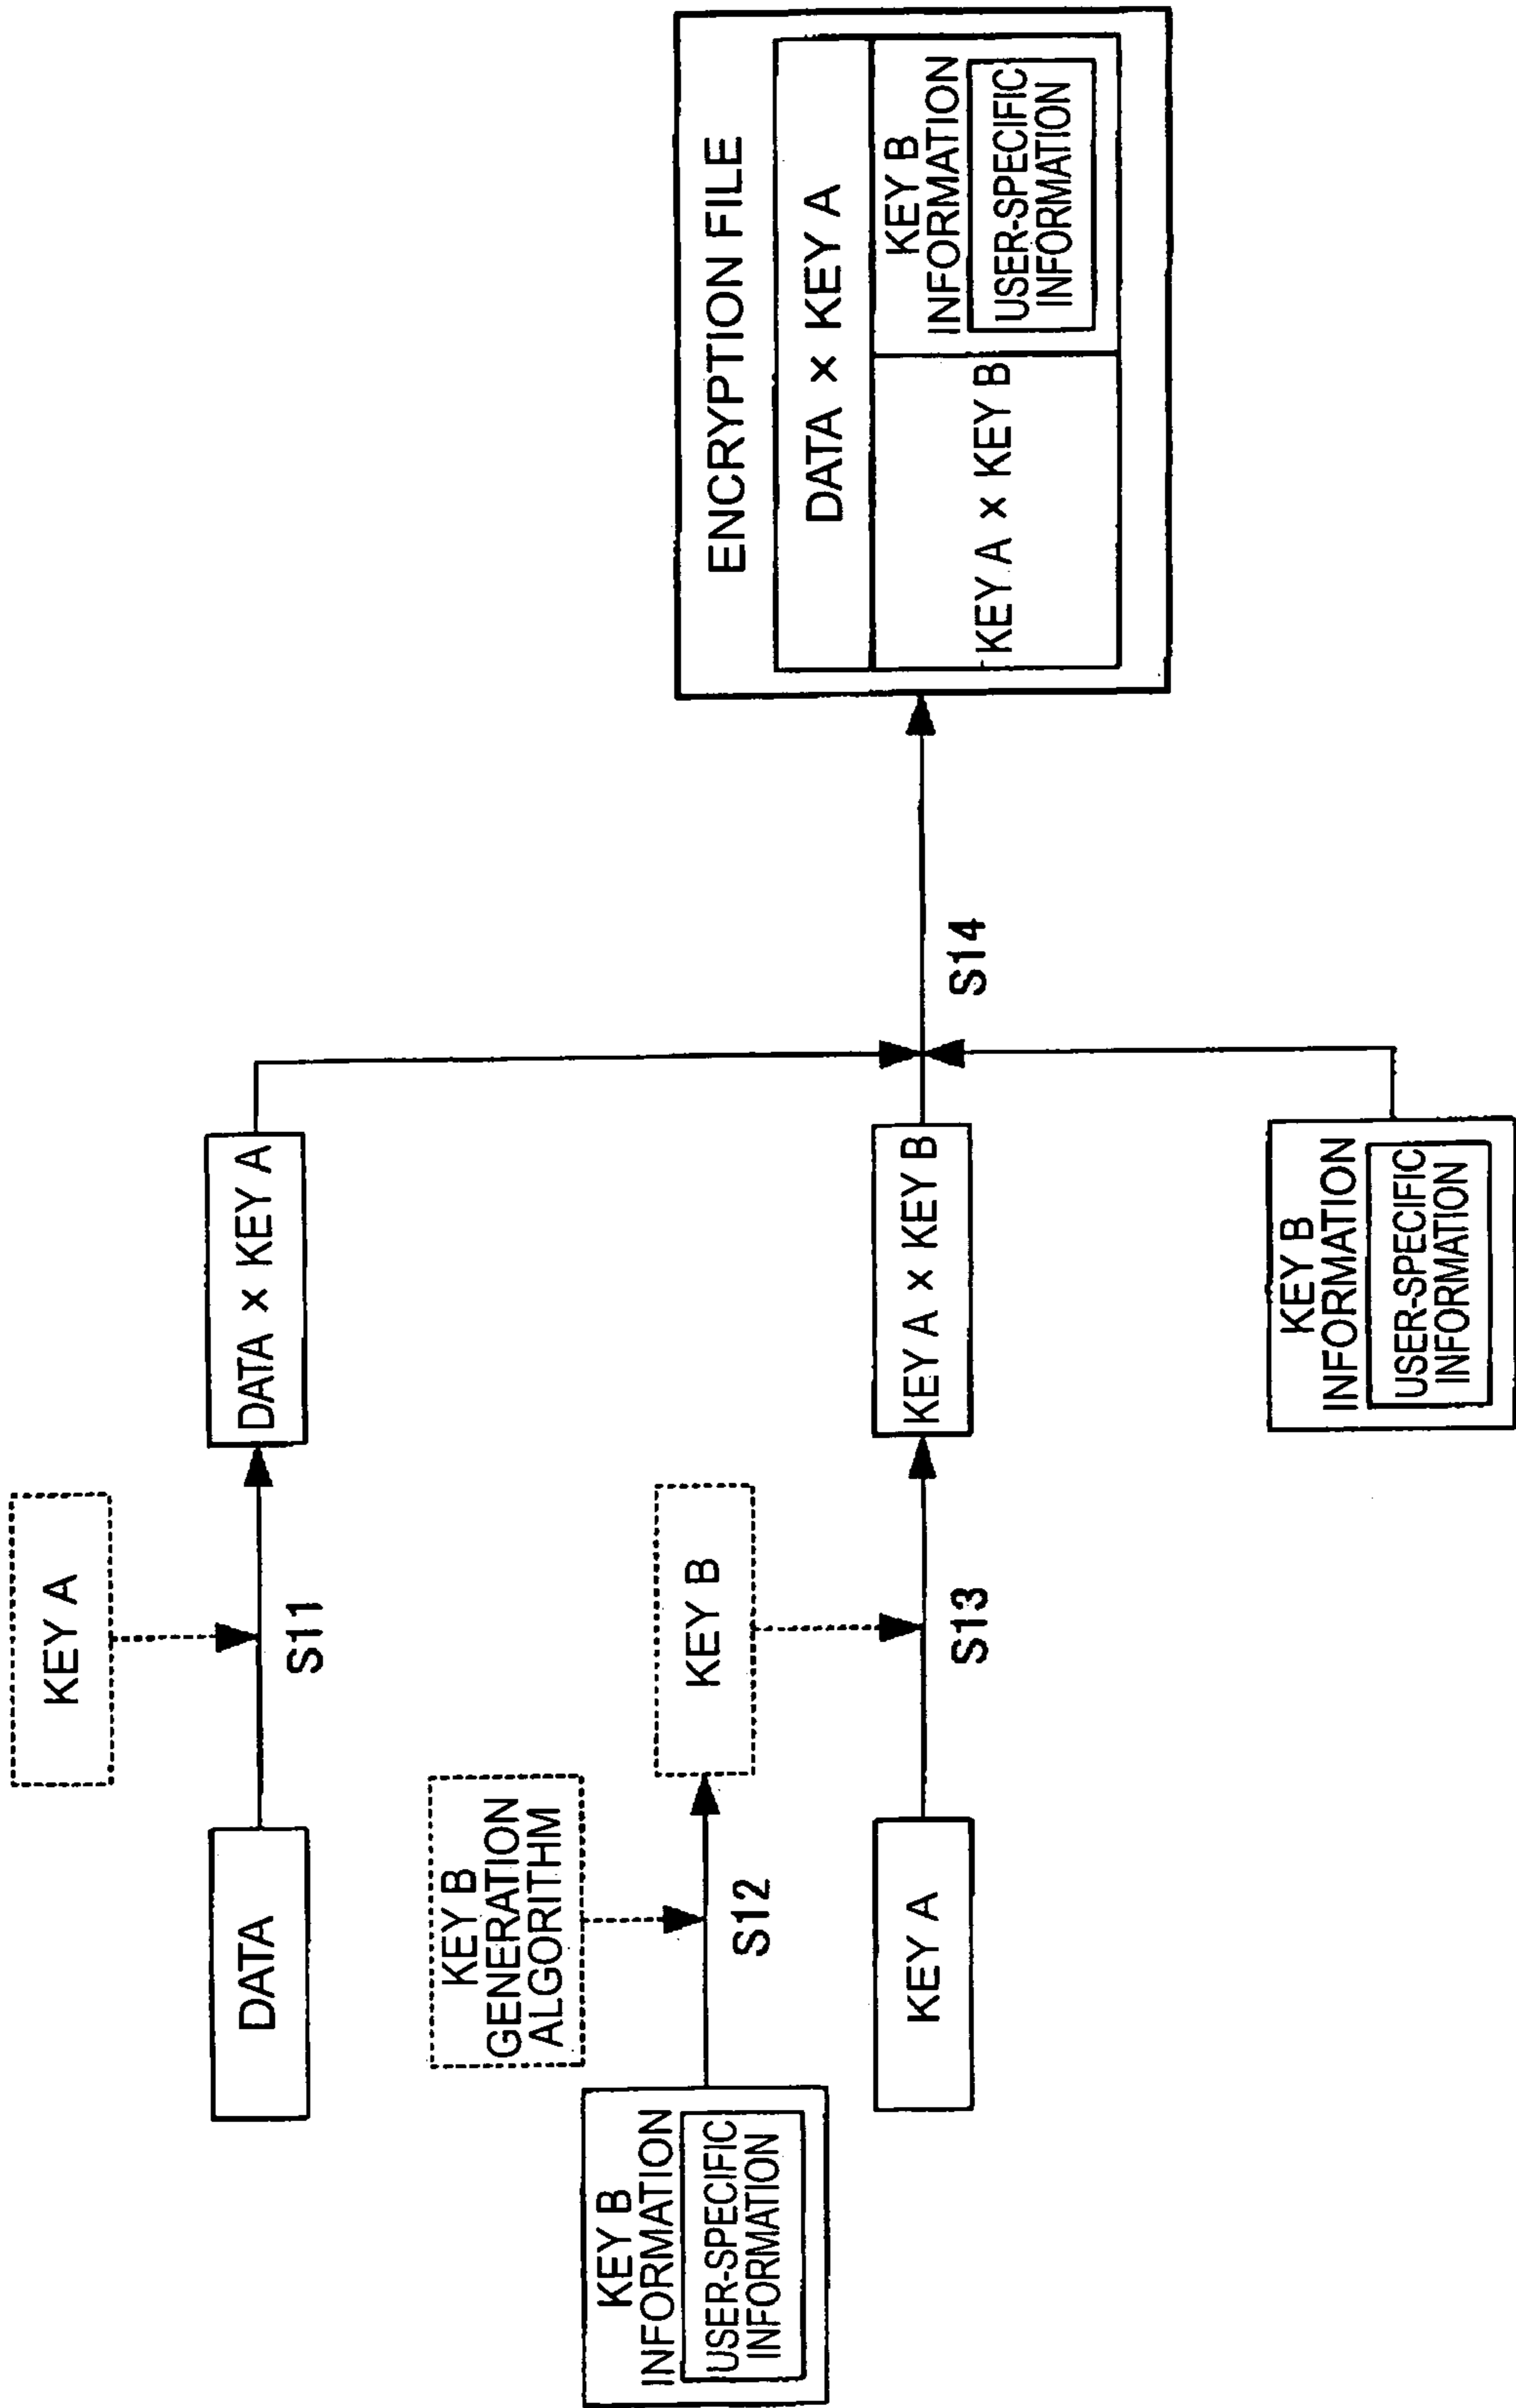 KEY A
DATA
S11
DATA × KEY A
KEY B
GENERATION
ALGORITHM
KEY B
INFORMATION
USER-SPECIFIC
INFORMATION
S12
KEY B
KEY A
S13
KEY A × KEY B
KEY B
INFORMATION
USER-SPECIFIC
INFORMATION
S14
ENCRYPTION FILE
DATA × KEY A
KEY A × KEY B
KEY B
INFORMATION
USER-SPECIFIC
INFORMATION